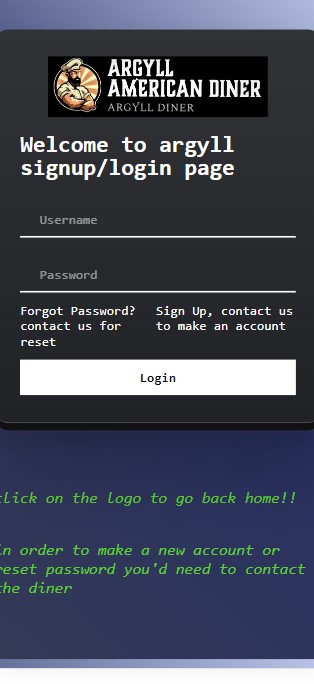 ARGYLL
AMERICAN DINER
ARGYLL DINER
Welcome to argyll
signup/login page
Username
Password
Forgot Password? Sign Up, contact us
contact us for to make an account
reset
Login
click on the logo to go back home!!
in order to make a new account or
reset password you'd need to contact
the diner